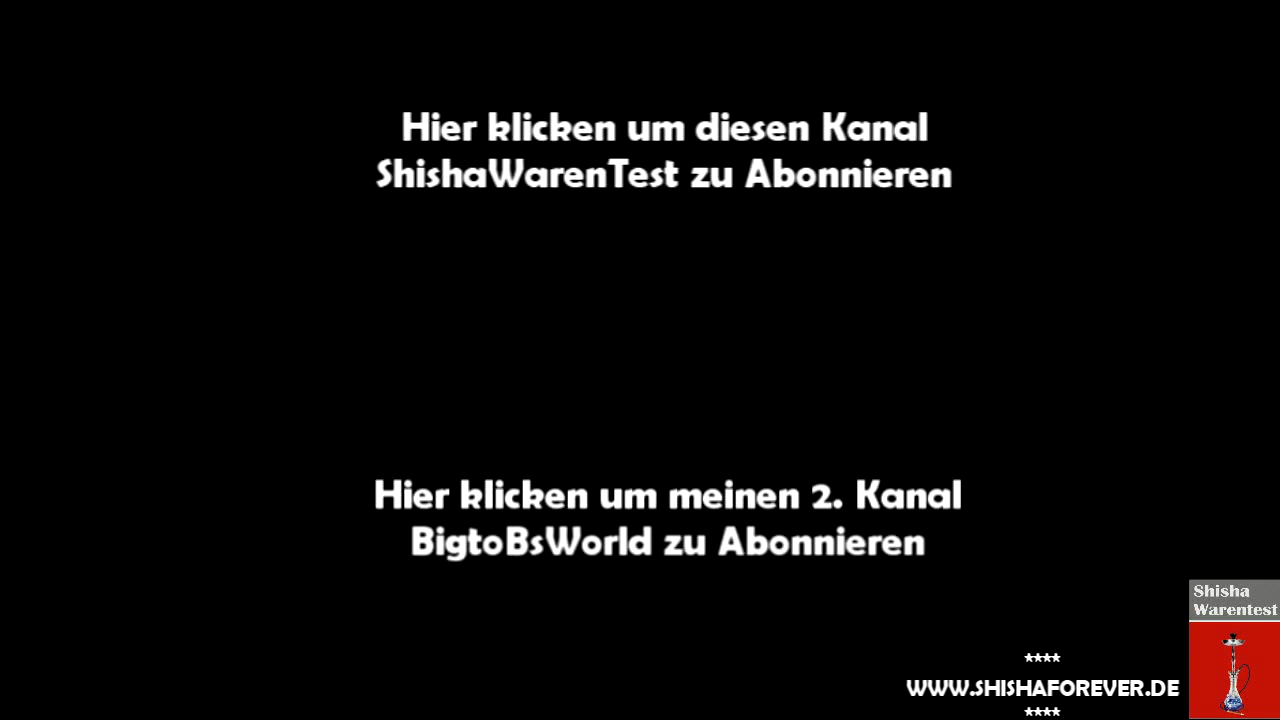 Hier klicken um diesen Kanal
ShishaWarenTest zu Abonnieren
Hier klicken um meinen 2. Kanal
BigtoBsWorld zu Abonnieren
Shisha
Warentest
****
WWW.SHISHAFOREVER.DE
****